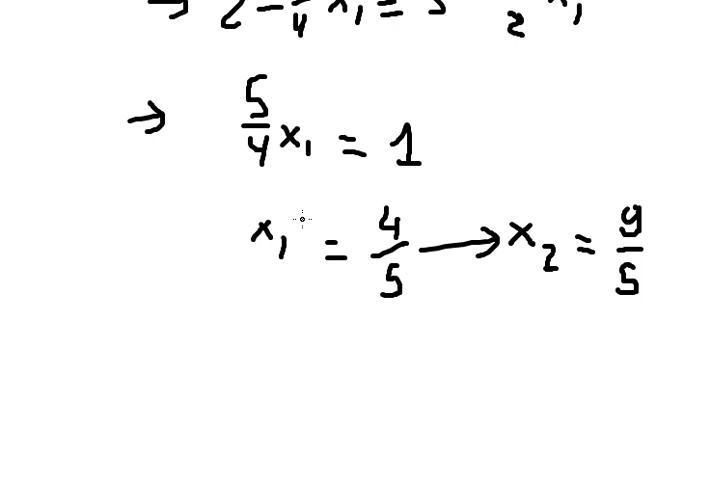 → 5/4 x₁ = 1
x₁ = 4/5 → x₂ = 9/5